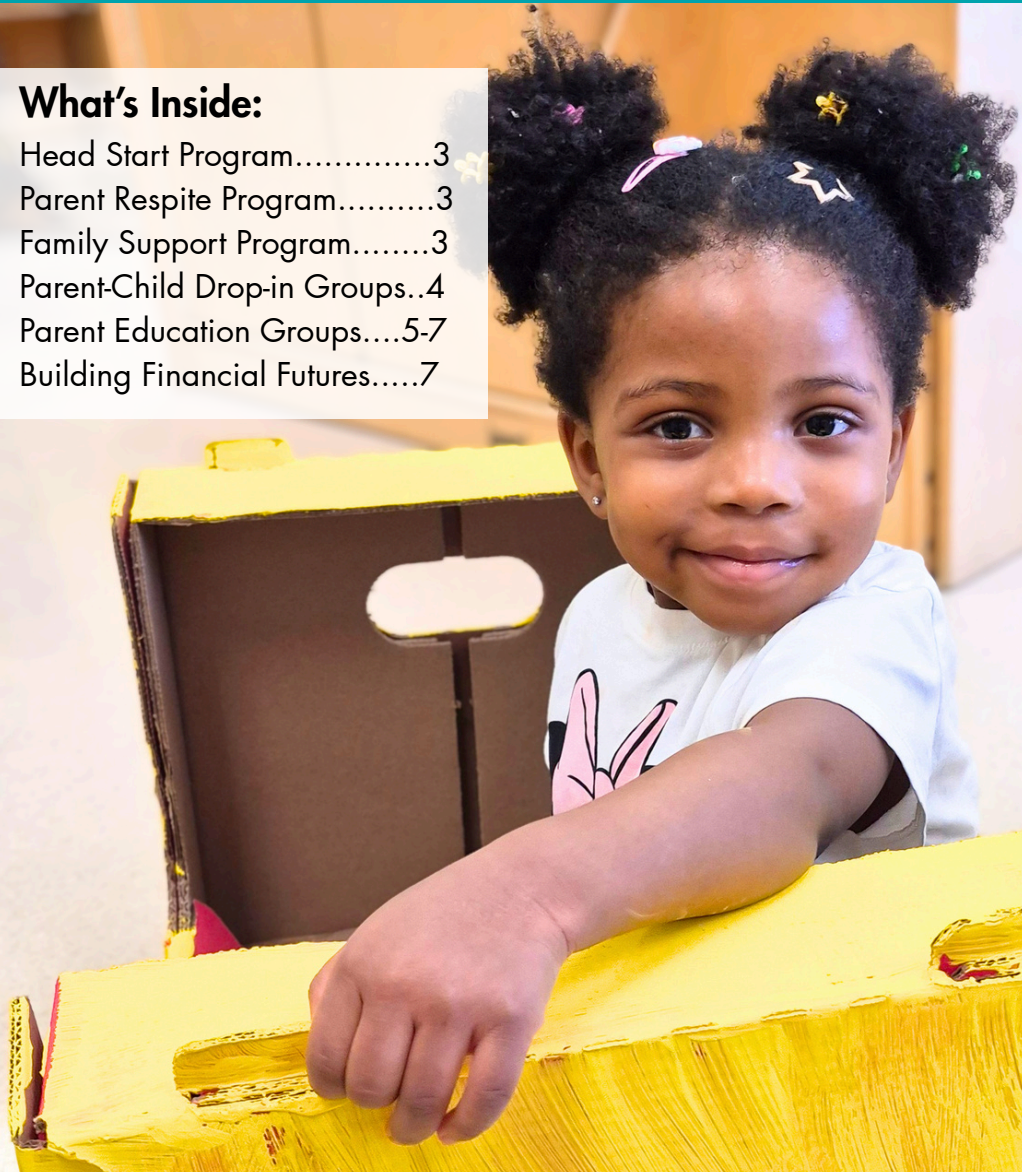 What’s Inside:
Head Start Program..............3
Parent Respite Program..........3
Family Support Program........3
Parent-Child Drop-in Groups..4
Parent Education Groups....5-7
Building Financial Futures.....7